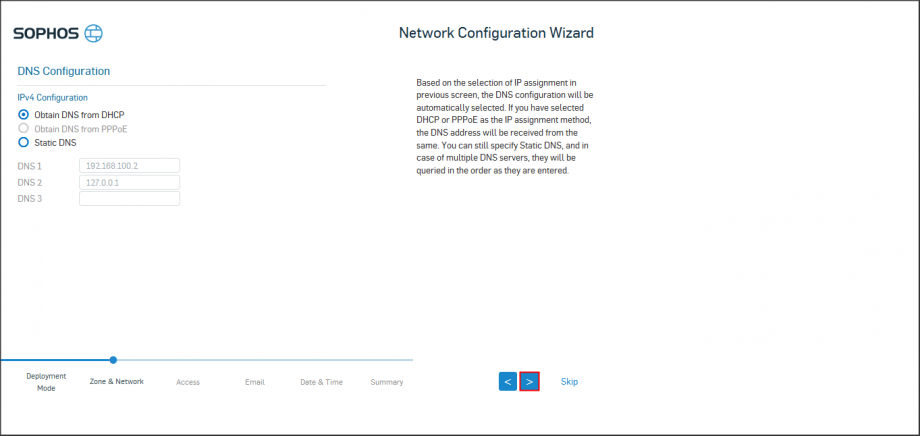 SOPHOS
Network Configuration Wizard
DNS Configuration
IPv4 Configuration
Obtain DNS from DHCP
Obtain DNS from PPPoE
Static DNS
DNS 1 192.168.100.2
DNS 2 127.0.0.1
DNS 3
Based on the selection of IP assignment in
previous screen, the DNS configuration will be
automatically selected. If you have selected
DHCP or PPPoE as the IP assignment method,
the DNS address will be received from the
same. You can still specify Static DNS, and in
case of multiple DNS servers, they will be
queried in the order as they are entered.
Deployment
Mode
Zone & Network
Access
Email
Date & Time
Summary
< >
Skip